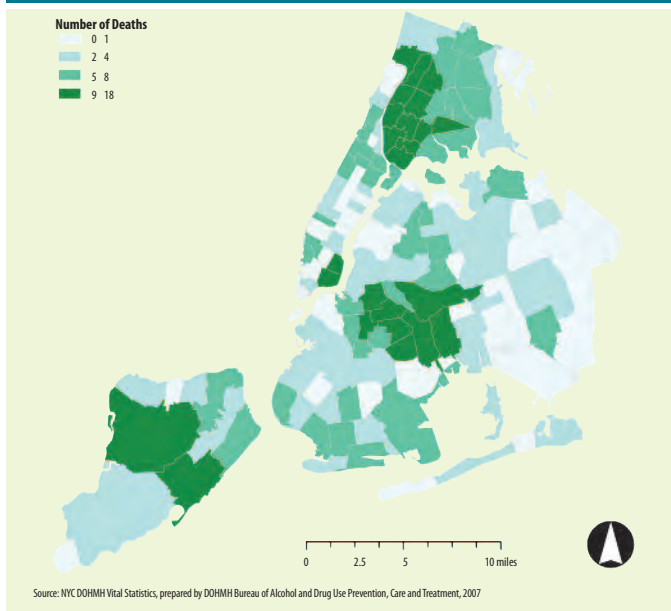 Number of Deaths
0 1
2 4
5 8
9 18
0 2.5 5 10 miles
Source: NYC DOHMH Vital Statistics, prepared by DOHMH Bureau of Alcohol and Drug Use Prevention, Care and Treatment, 2007